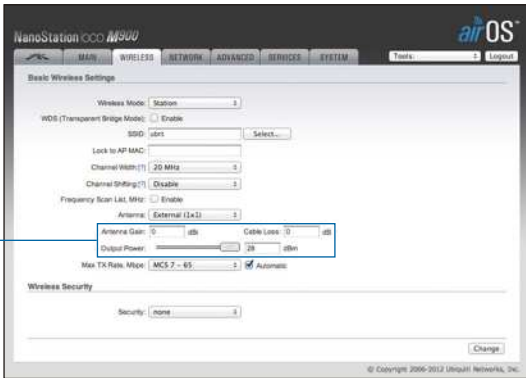 NanoStation loco M900
airOS
MAIN WIRELESS NETWORK ADVANCED SERVICES SYSTEM Tools: Logout
Basic Wireless Settings
Wireless Mode: Station
WDS (Transparent Bridge Mode): Enable
SSID: ubnt Select...
Lock to AP MAC:
Channel Width:[?] 20 MHz
Channel Shifting:[?] Disable
Frequency Scan List, MHz: Enable
Antenna: External (1x1)
Antenna Gain: 0 dBi Cable Loss: 0 dB
Output Power: 28 dBm
Max TX Rate, Mbps: MCS 7 - 65 Automatic
Wireless Security
Security: none
Change
© Copyright 2006-2012 Ubiquiti Networks, Inc.